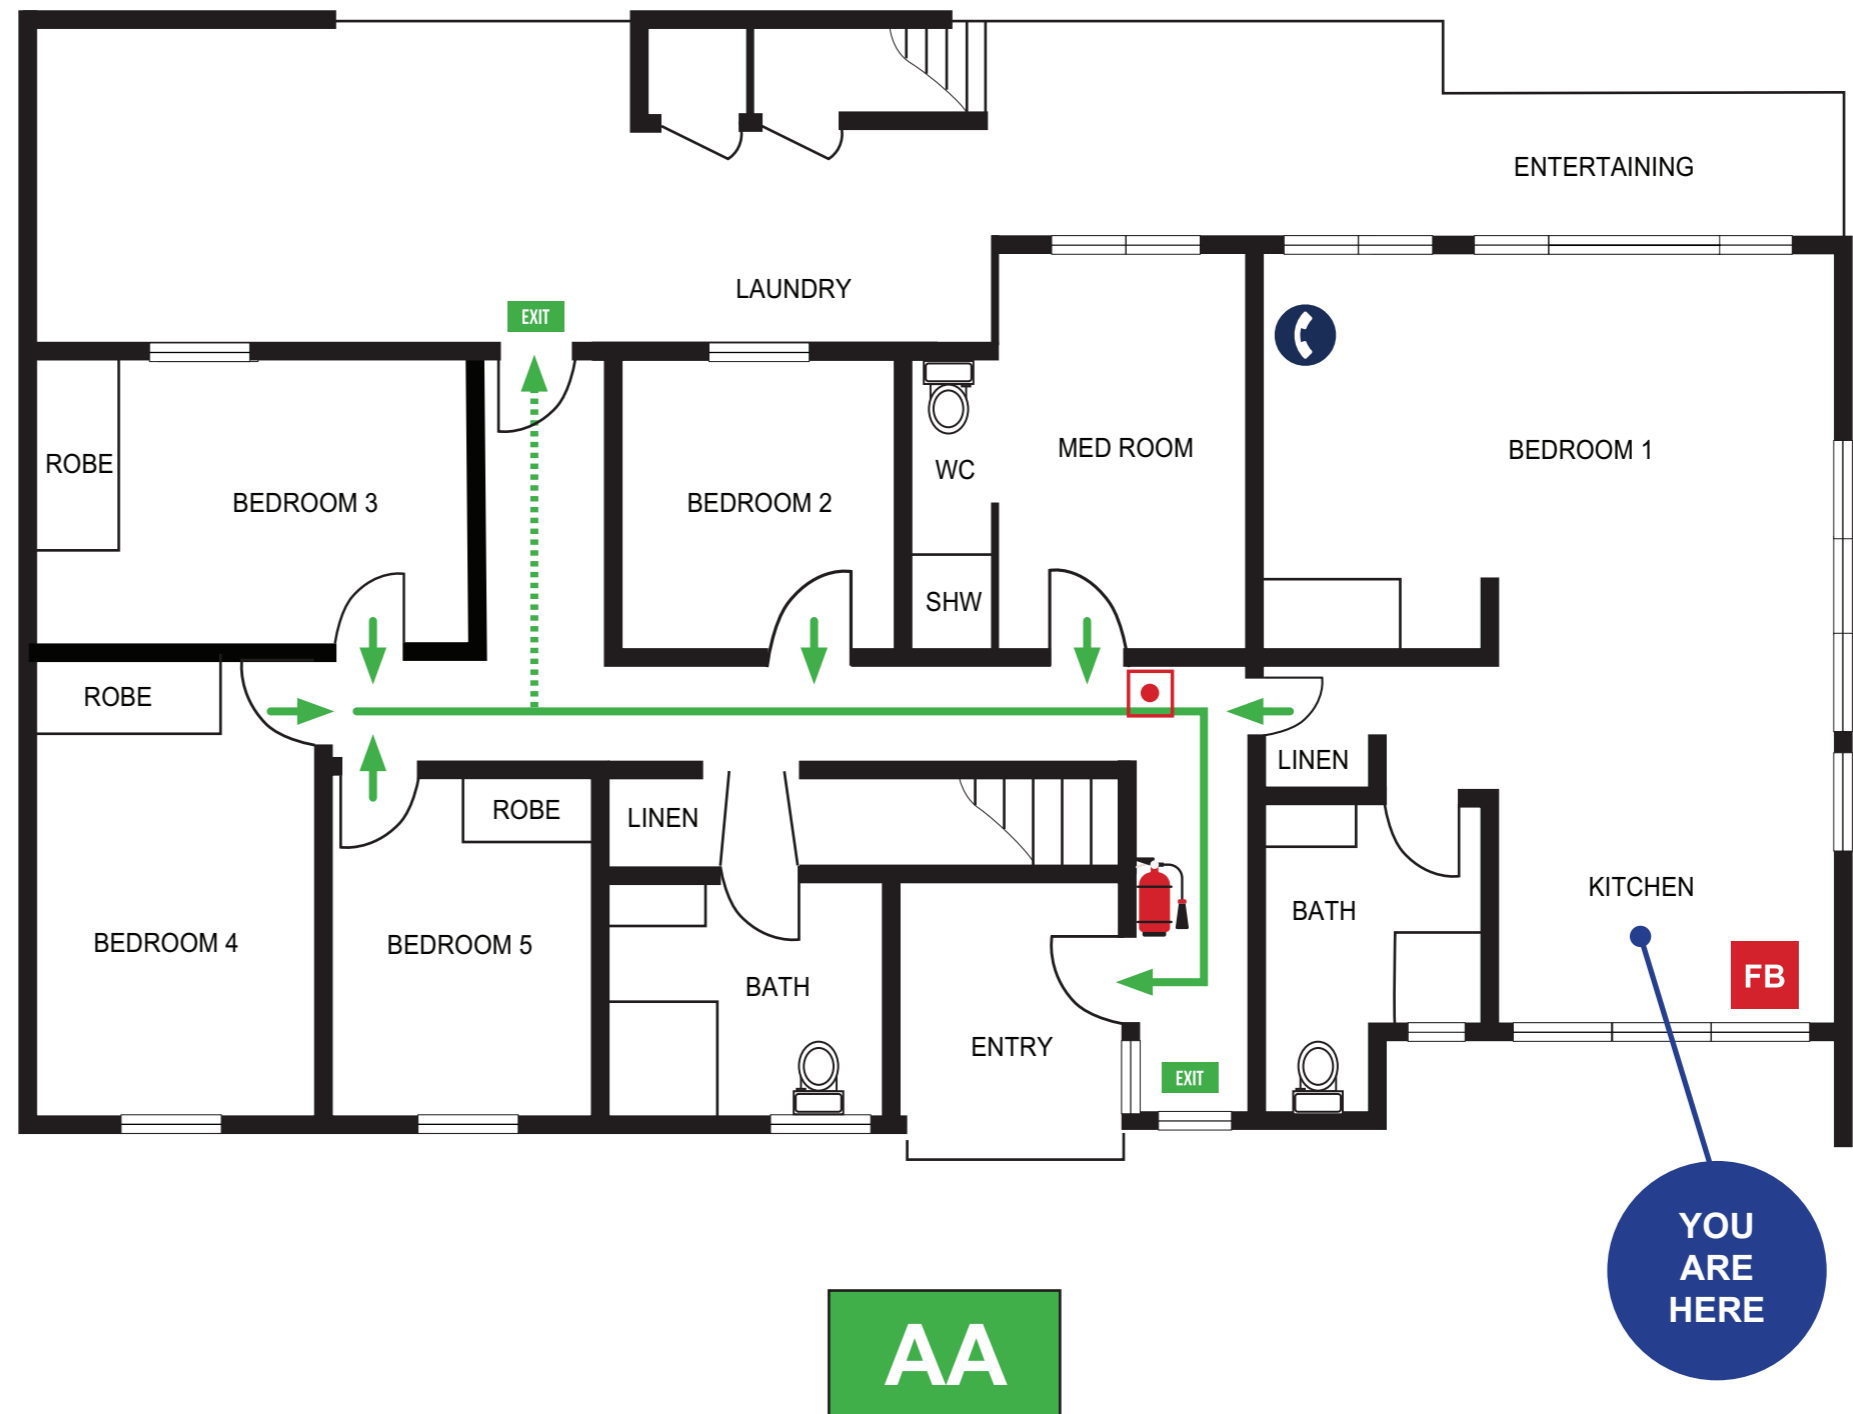 ENTERTAINING
LAUNDRY
EXIT
ROBE
BEDROOM 3
BEDROOM 2
WC
MED ROOM
BEDROOM 1
SHW
ROBE
LINEN
ROBE
LINEN
KITCHEN
BATH
BEDROOM 4
BEDROOM 5
BATH
FB
ENTRY
EXIT
YOU
ARE
HERE
AA